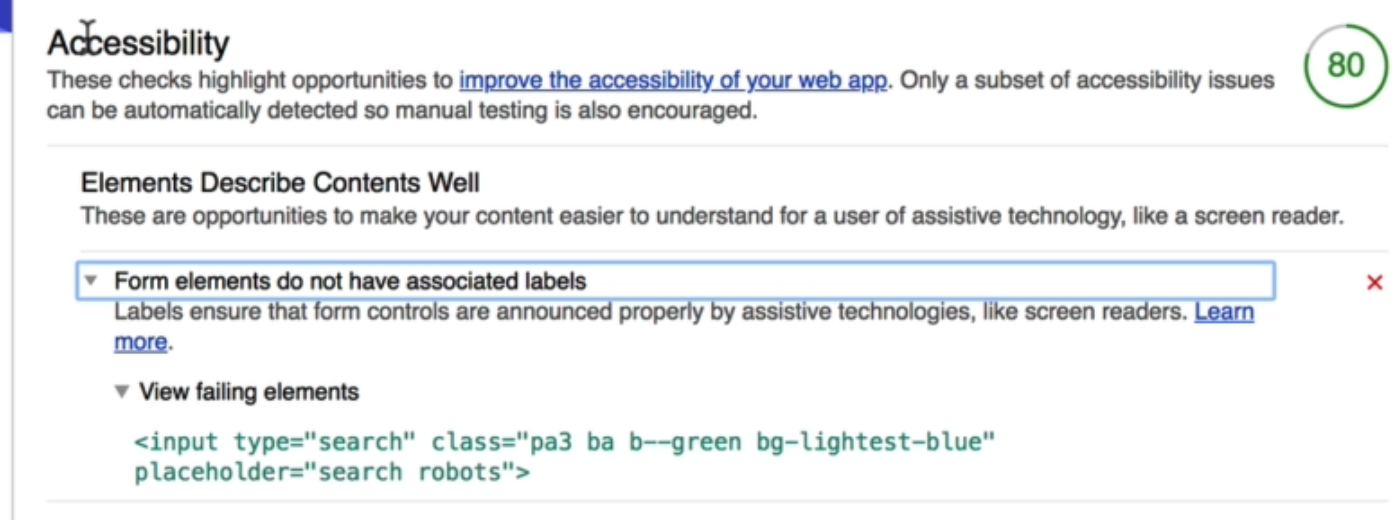 Accessibility
80
These checks highlight opportunities to improve the accessibility of your web app. Only a subset of accessibility issues
can be automatically detected so manual testing is also encouraged.
Elements Describe Contents Well
These are opportunities to make your content easier to understand for a user of assistive technology, like a screen reader.
Form elements do not have associated labels
Labels ensure that form controls are announced properly by assistive technologies, like screen readers. Learn
more.
View failing elements
<input type="search" class="pa3 ba b--green bg-lightest-blue"
placeholder="search robots">